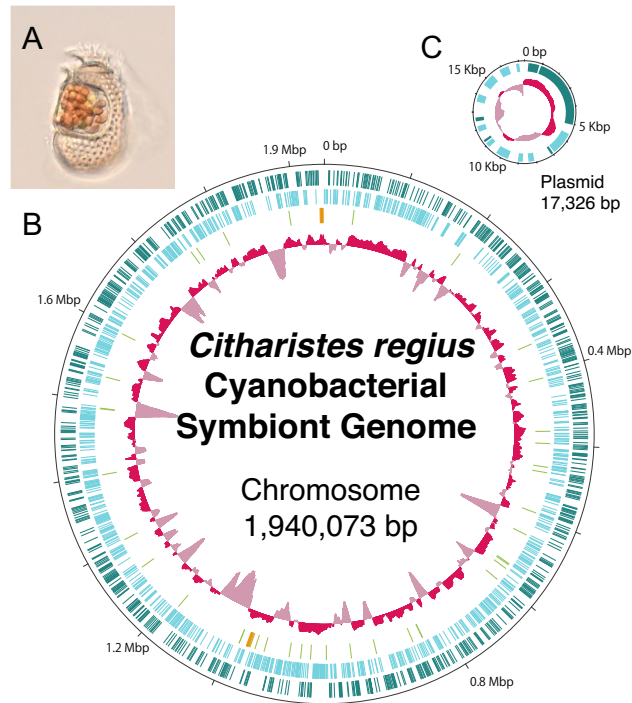 A
C
0 bp
15 Kbp
5 Kbp
10 Kbp
Plasmid
17,326 bp
B
1.9 Mbp
0 bp
1.6 Mbp
0.4 Mbp
Citharistes regius
Cyanobacterial
Symbiont Genome
Chromosome
1,940,073 bp
1.2 Mbp
0.8 Mbp